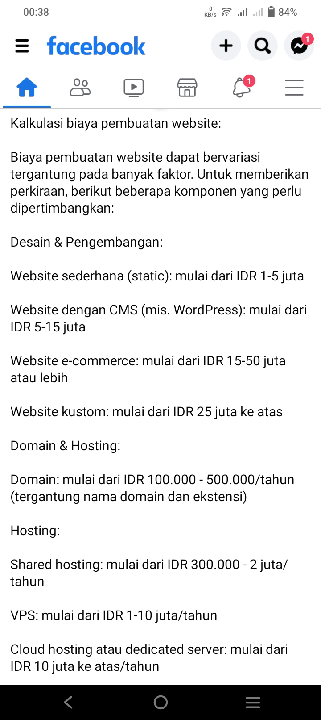 00:38
0
KB/s
84%
facebook
1
1
Kalkulasi biaya pembuatan website:
Biaya pembuatan website dapat bervariasi
tergantung pada banyak faktor. Untuk memberikan
perkiraan, berikut beberapa komponen yang perlu
dipertimbangkan:
Desain & Pengembangan:
Website sederhana (static): mulai dari IDR 1-5 juta
Website dengan CMS (mis. WordPress): mulai dari
IDR 5-15 juta
Website e-commerce: mulai dari IDR 15-50 juta
atau lebih
Website kustom: mulai dari IDR 25 juta ke atas
Domain & Hosting:
Domain: mulai dari IDR 100.000 - 500.000/tahun
(tergantung nama domain dan ekstensi)
Hosting:
Shared hosting: mulai dari IDR 300.000 - 2 juta/
tahun
VPS: mulai dari IDR 1-10 juta/tahun
Cloud hosting atau dedicated server: mulai dari
IDR 10 juta ke atas/tahun